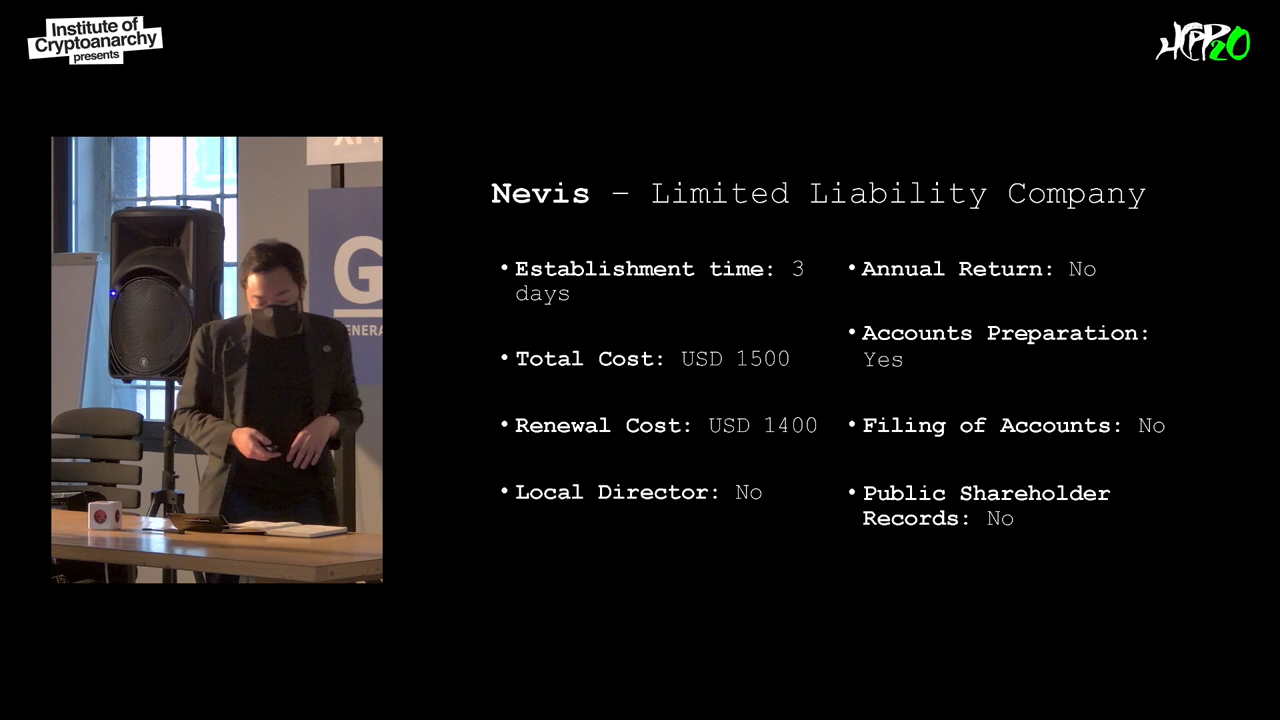 Institute of
Cryptoanarchy
presents
HCPP20
G
ENERA
Nevis – Limited Liability Company
• Establishment time: 3
days
• Total Cost: USD 1500
• Renewal Cost: USD 1400
• Local Director: No
• Annual Return: No
• Accounts Preparation:
Yes
• Filing of Accounts: No
• Public Shareholder
Records: No